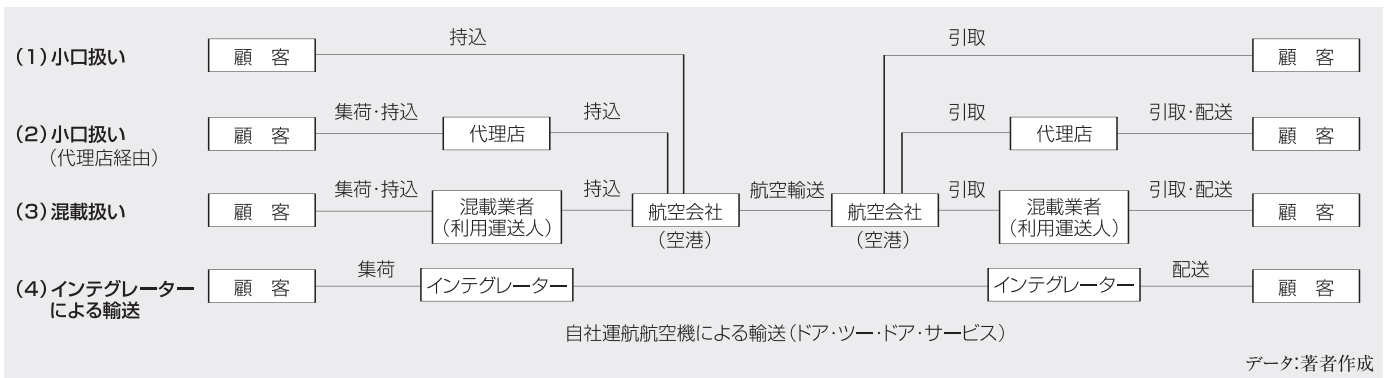 持込
引取
(1)小口扱い
顧 客
顧 客
集荷・持込
持込
引取
引取・配送
(2)小口扱い
(代理店経由)
顧 客
代理店
代理店
顧 客
集荷・持込
持込
航空輸送
引取
引取・配送
(3)混載扱い
顧 客
混載業者
(利用運送人)
航空会社
(空港)
航空会社
(空港)
混載業者
(利用運送人)
顧 客
集荷
配送
(4)インテグレーター
による輸送
顧 客
インテグレーター
インテグレーター
顧 客
自社運航航空機による輸送(ドア・ツー・ドア・サービス)
データ:著者作成